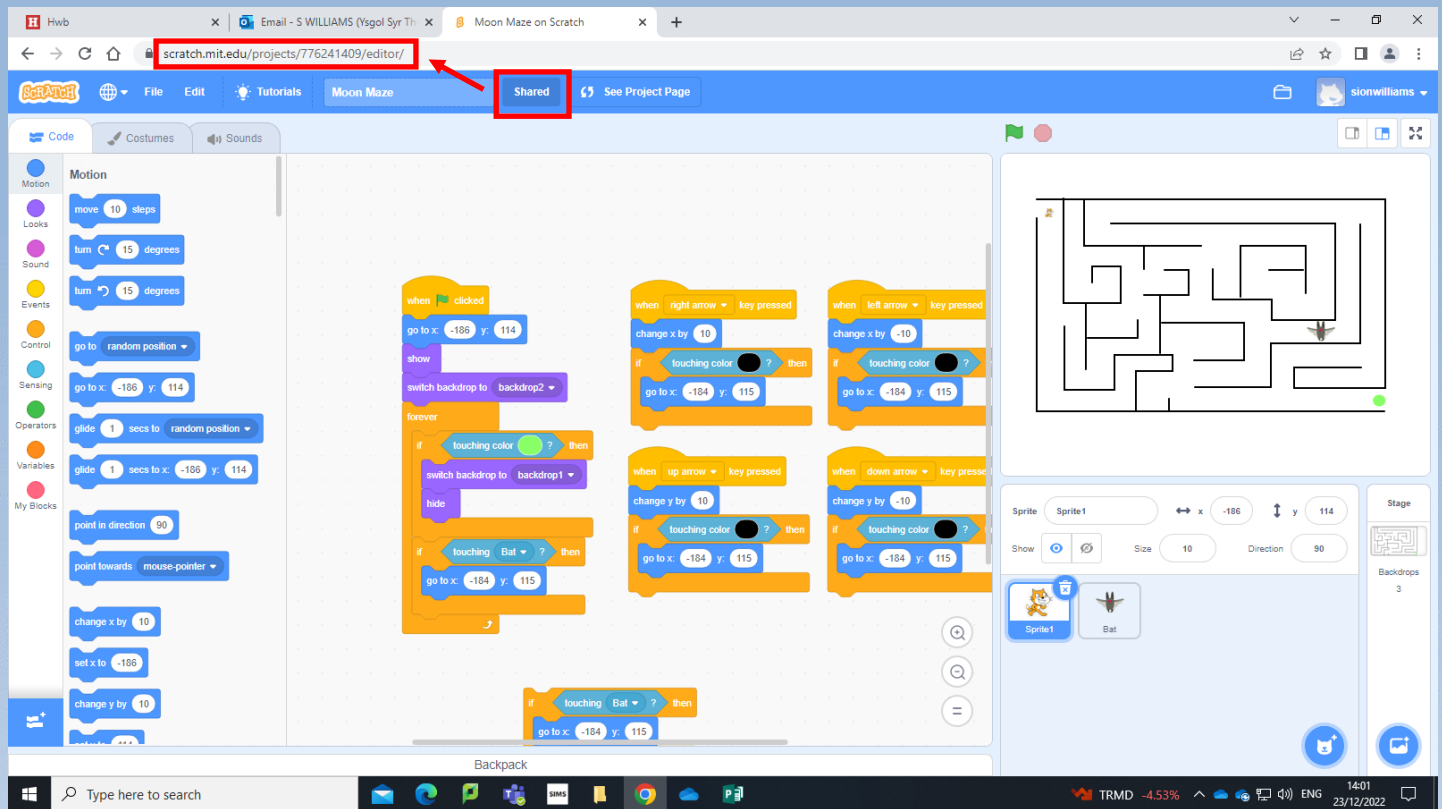 Hwb
Email - S WILLIAMS (Ysgol Syr Th
Moon Maze on Scratch
scratch.mit.edu/projects/776241409/editor/
SCRATCH
File Edit Tutorials Moon Maze Shared See Project Page sionwilliams
Code Costumes Sounds
Motion
Looks
Sound
Events
Control
Sensing
Operators
Variables
My Blocks
Motion
move 10 steps
turn 15 degrees
turn 15 degrees
go to random position
go to x: -186 y: 114
glide 1 secs to random position
glide 1 secs to x: -186 y: 114
point in direction 90
point towards mouse-pointer
change x by 10
set x to -186
change y by 10
when clicked
go to x: -186 y: 114
show
switch backdrop to backdrop2
forever
if touching color ? then
switch backdrop to backdrop1
hide
if touching Bat ? then
go to x: -184 y: 115
when right arrow key pressed
change x by 10
if touching color ? then
go to x: -184 y: 115
when left arrow key pressed
change x by -10
if touching color ?
go to x: -184 y: 115
when up arrow key pressed
change y by 10
if touching color ? then
go to x: -184 y: 115
when down arrow key presse
change y by -10
if touching color ?
go to x: -184 y: 115
if touching Bat ? then
go to x: -184 y: 115
Sprite Sprite1 x -186 y 114
Show Size 10 Direction 90
Sprite1
Bat
Stage
Backdrops
3
Backpack
Type here to search
SIMS
TRMD -4.53%
ENG
14:01
23/12/2022